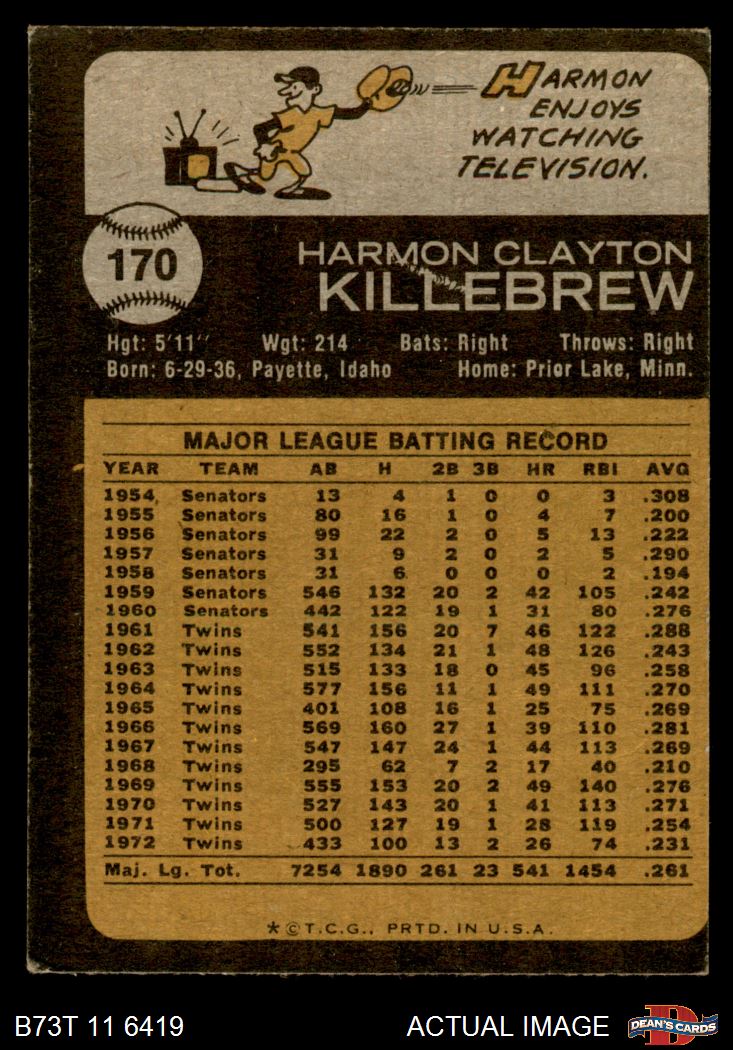 HARMON
ENJOYS
WATCHING
TELEVISION.
170
HARMON CLAYTON
KILLEBREW
Hgt: 5'11" Wgt: 214 Bats: Right Throws: Right
Born: 6-29-36, Payette, Idaho Home: Prior Lake, Minn.
MAJOR LEAGUE BATTING RECORD
YEAR TEAM AB H 2B 3B HR RBI AVG
1954 Senators 13 4 1 0 0 3 .308
1955 Senators 80 16 1 0 4 7 .200
1956 Senators 99 22 2 0 5 13 .222
1957 Senators 31 9 2 0 2 5 .290
1958 Senators 31 6 0 0 0 2 .194
1959 Senators 546 132 20 2 42 105 .242
1960 Senators 442 122 19 1 31 80 .276
1961 Twins 541 156 20 7 46 122 .288
1962 Twins 552 134 21 1 48 126 .243
1963 Twins 515 133 18 0 45 96 .258
1964 Twins 577 156 11 1 49 111 .270
1965 Twins 401 108 16 1 25 75 .269
1966 Twins 569 160 27 1 39 110 .281
1967 Twins 547 147 24 1 44 113 .269
1968 Twins 295 62 7 2 17 40 .210
1969 Twins 555 153 20 2 49 140 .276
1970 Twins 527 143 20 1 41 113 .271
1971 Twins 500 127 19 1 28 119 .254
1972 Twins 433 100 13 2 26 74 .231
Maj. Lg. Tot. 7254 1890 261 23 541 1454 .261
*©T.C.G., PRTD. IN U.S.A.
B73T 11 6419 ACTUAL IMAGE D DEAN'S CARDS